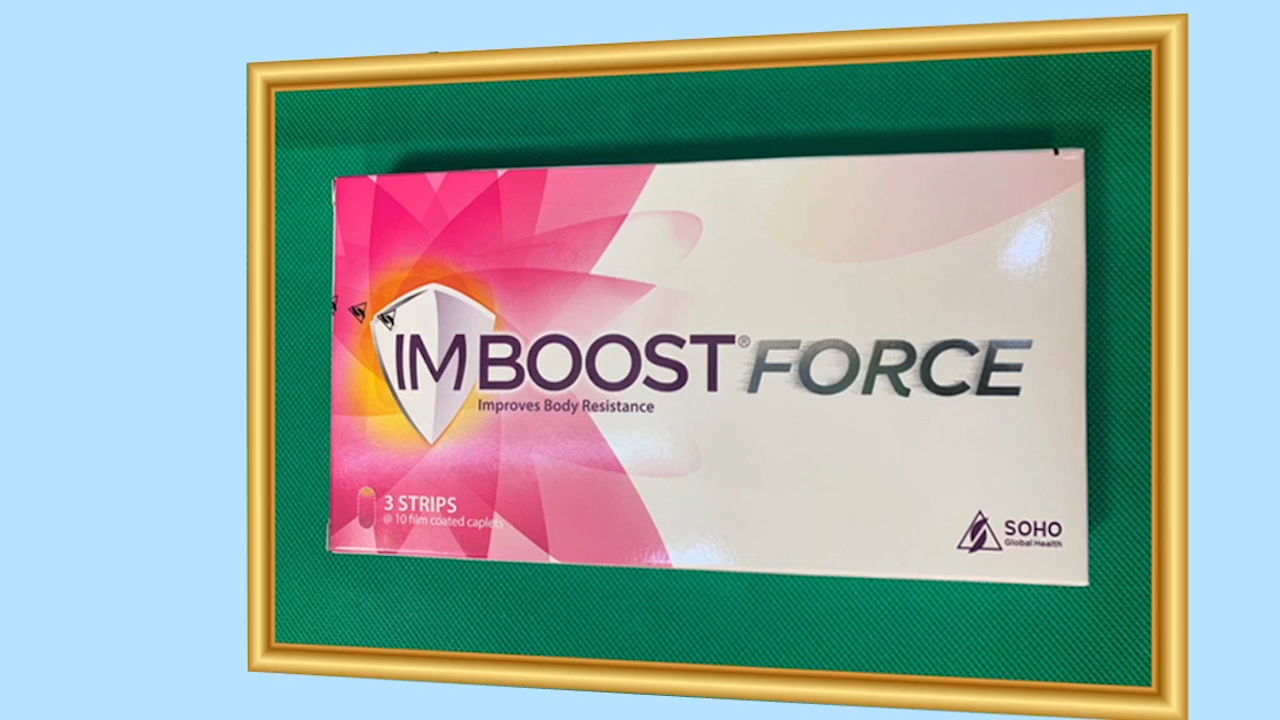 IMBOOST® FORCE
Improves Body Resistance
3 STRIPS
@ 10 film coated caplets
SOHO
Global Health